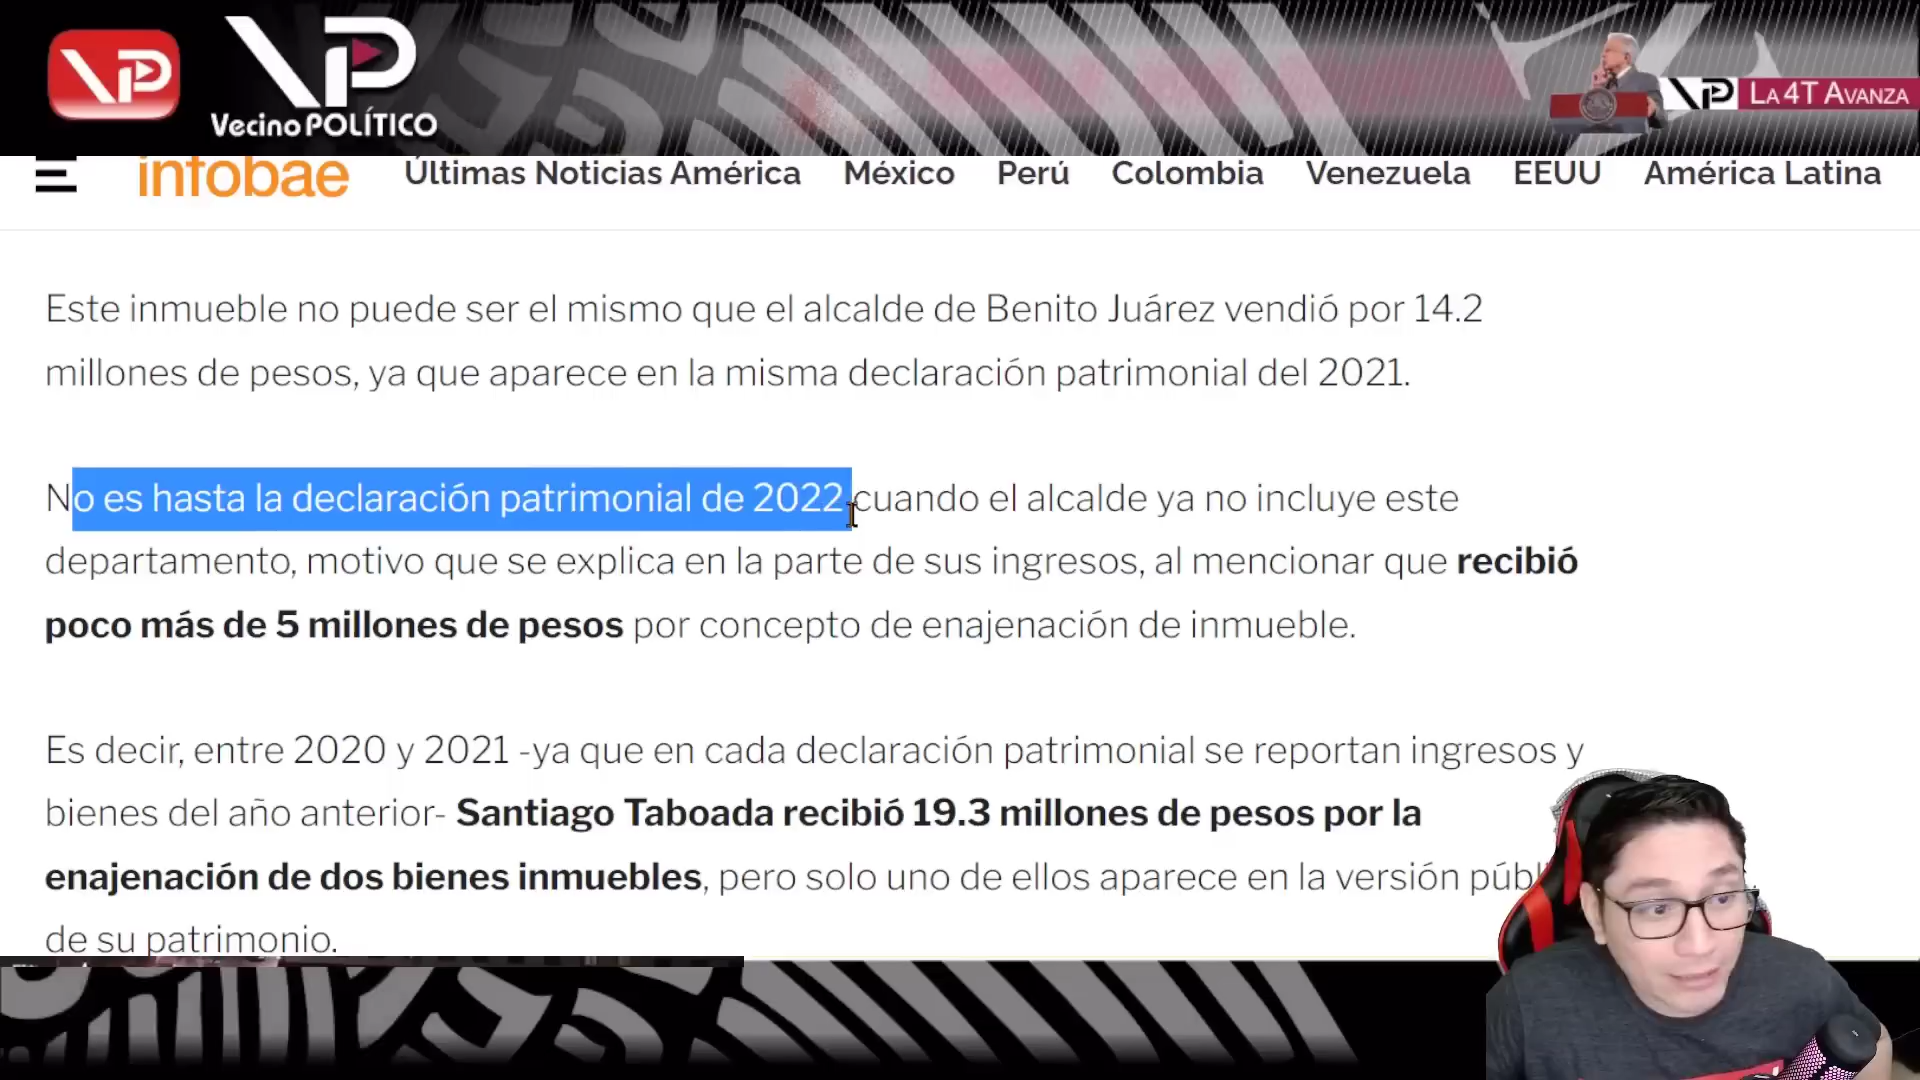 VP
VP
Vecino POLÍTICO
VP LA 4T AVANZA
infobae
Últimas Noticias América México Perú Colombia Venezuela EEUU América Latina
Este inmueble no puede ser el mismo que el alcalde de Benito Juárez vendió por 14.2
millones de pesos, ya que aparece en la misma declaración patrimonial del 2021.
No es hasta la declaración patrimonial de 2022 cuando el alcalde ya no incluye este
departamento, motivo que se explica en la parte de sus ingresos, al mencionar que recibió
poco más de 5 millones de pesos por concepto de enajenación de inmueble.
Es decir, entre 2020 y 2021 -ya que en cada declaración patrimonial se reportan ingresos y
bienes del año anterior- Santiago Taboada recibió 19.3 millones de pesos por la
enajenación de dos bienes inmuebles, pero solo uno de ellos aparece en la versión públ
de su patrimonio.